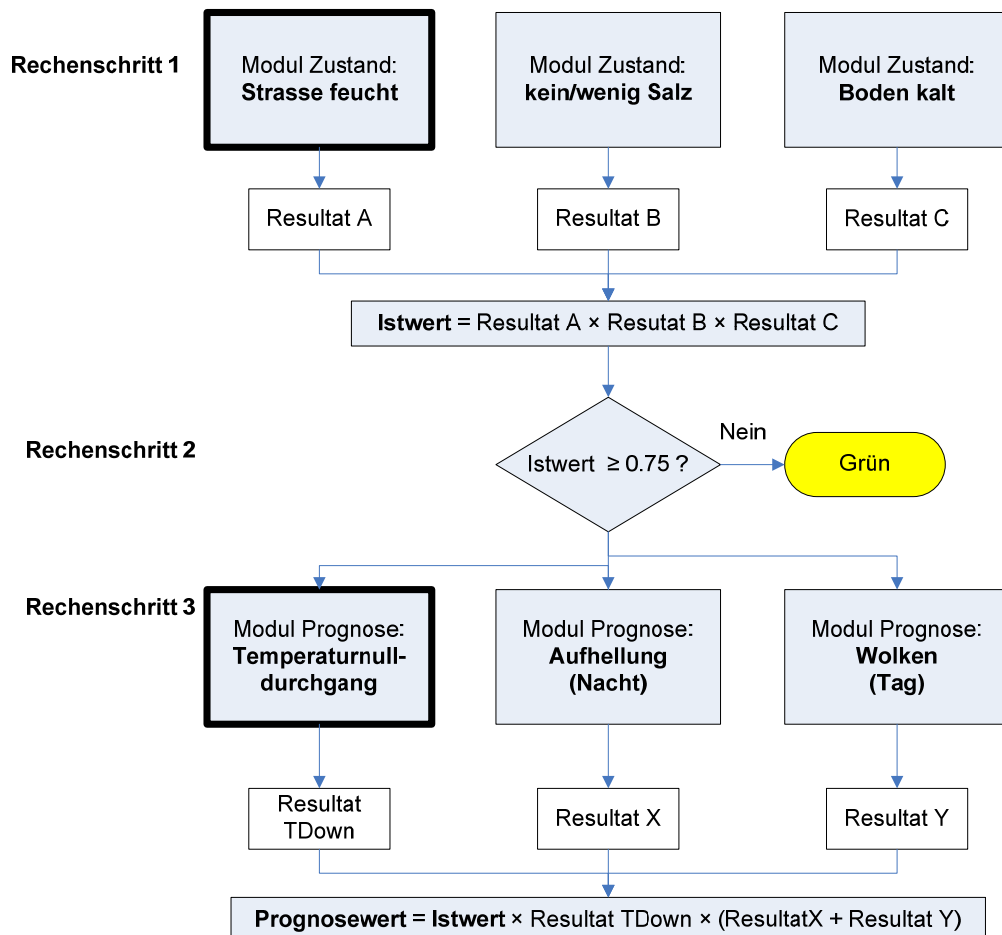 Rechenschritt 1
Modul Zustand:
Strasse feucht
Modul Zustand:
kein/wenig Salz
Modul Zustand:
Boden kalt
Resultat A
Resultat B
Resultat C
Istwert = Resultat A × Resutat B × Resultat C
Rechenschritt 2
Istwert ≥ 0.75 ?
Nein
Grün
Rechenschritt 3
Modul Prognose:
Temperaturnull-
durchgang
Modul Prognose:
Aufhellung
(Nacht)
Modul Prognose:
Wolken
(Tag)
Resultat
TDown
Resultat X
Resultat Y
Prognosewert = Istwert × Resultat TDown × (ResultatX + Resultat Y)